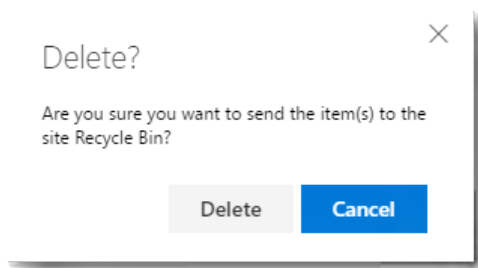 Delete?
Are you sure you want to send the item(s) to the
site Recycle Bin?
Delete
Cancel